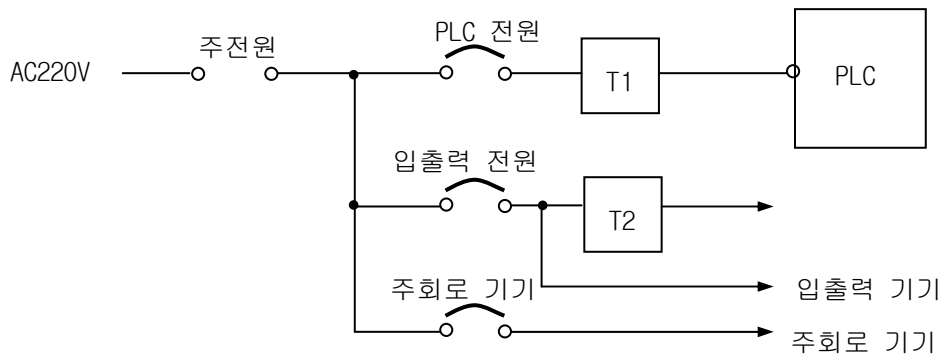 PLC 전원
주전원
AC220V
T1
PLC
입출력 전원
T2
주회로 기기
입출력 기기
주회로 기기